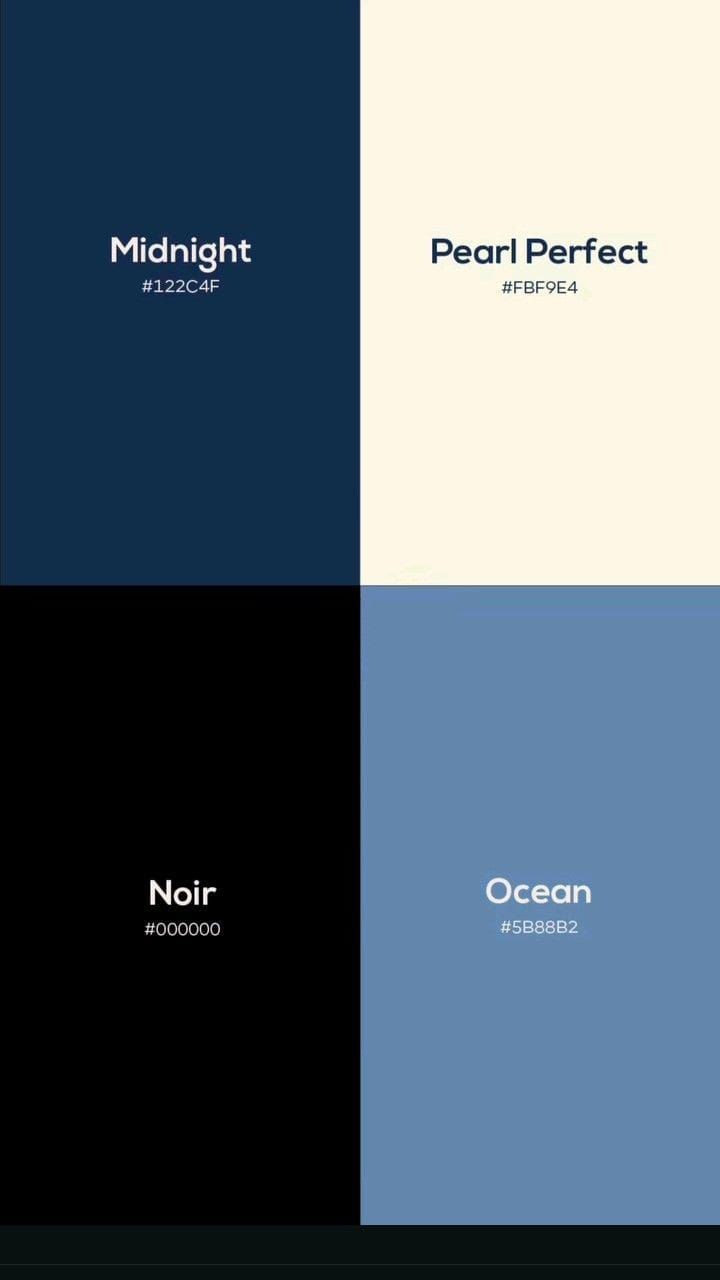 Midnight
#122C4F
Pearl Perfect
#FBF9E4
Noir
#000000
Ocean
#5B88B2